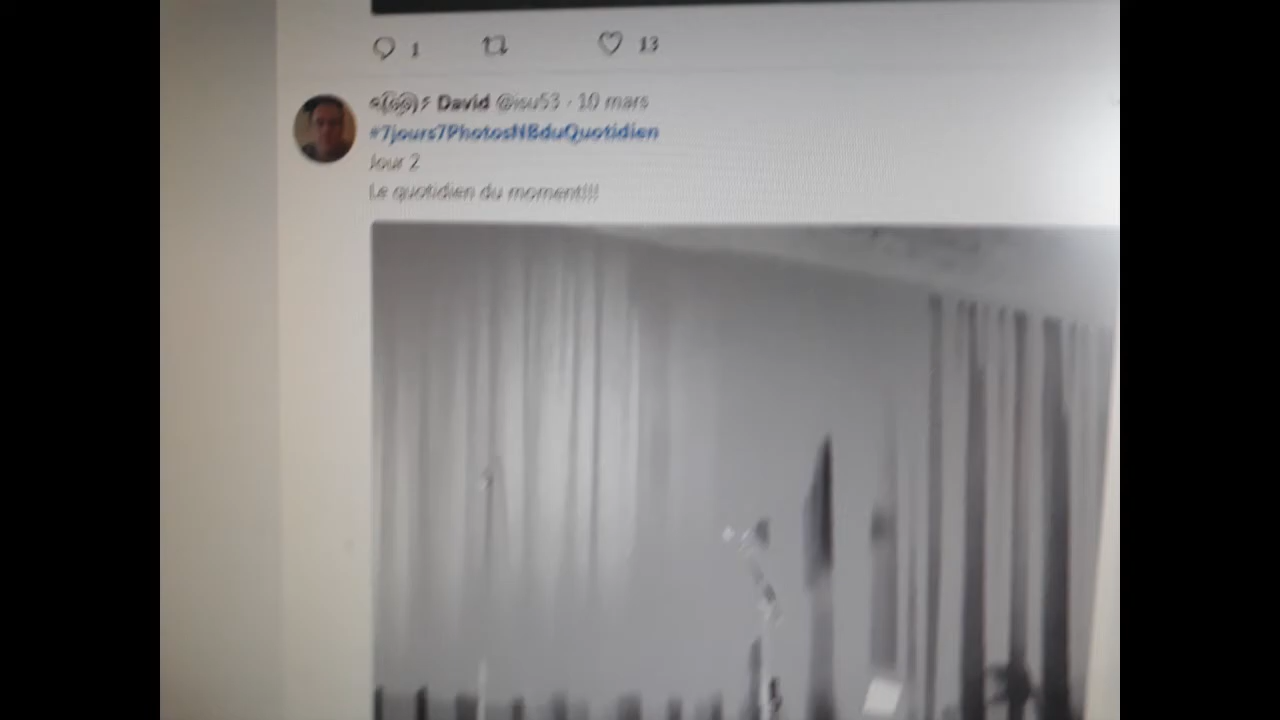 1 13
David @isu53 · 10 mars
#7jours7PhotosNBduQuotidien
Jour 2
Le quotidien du moment!!!